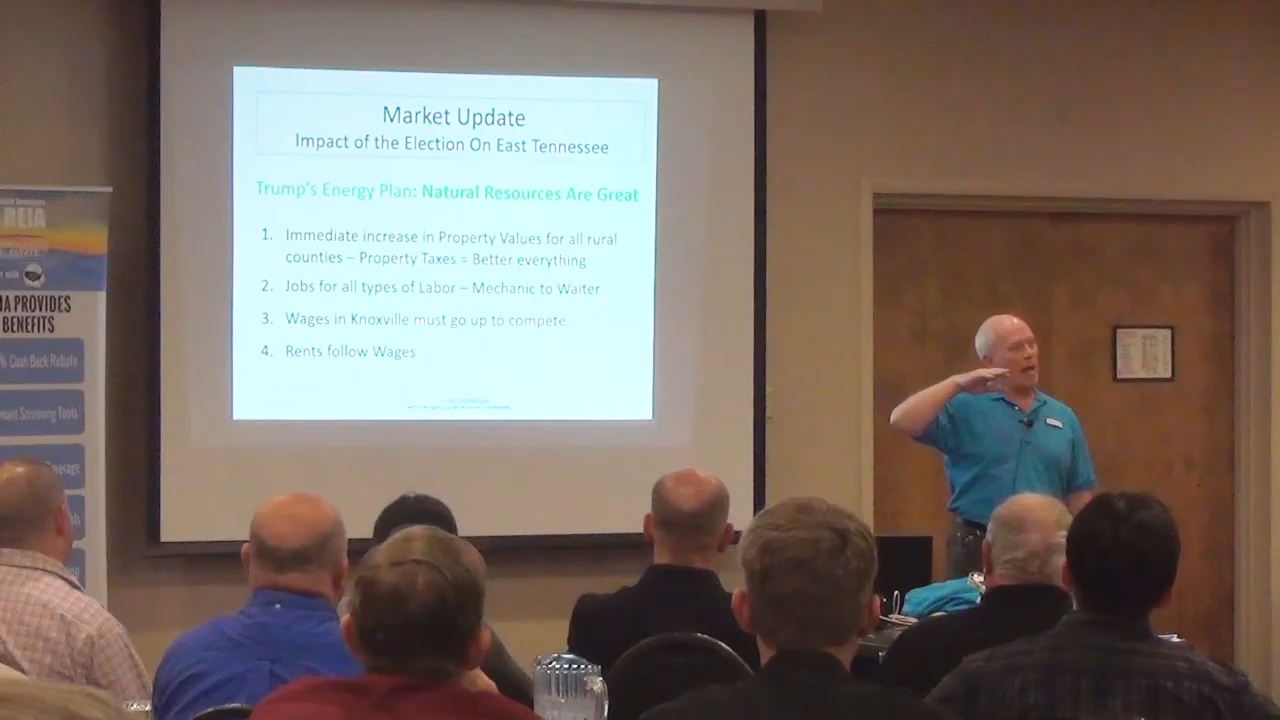 Market Update
Impact of the Election On East Tennessee
Trump's Energy Plan: Natural Resources Are Great
1. Immediate increase in Property Values for all rural
counties – Property Taxes = Better everything
2. Jobs for all types of Labor – Mechanic to Waiter
3. Wages in Knoxville must go up to compete
4. Rents follow Wages
REIA
PROVIDES
BENEFITS
% Cash Back Rebate
Screening Tools